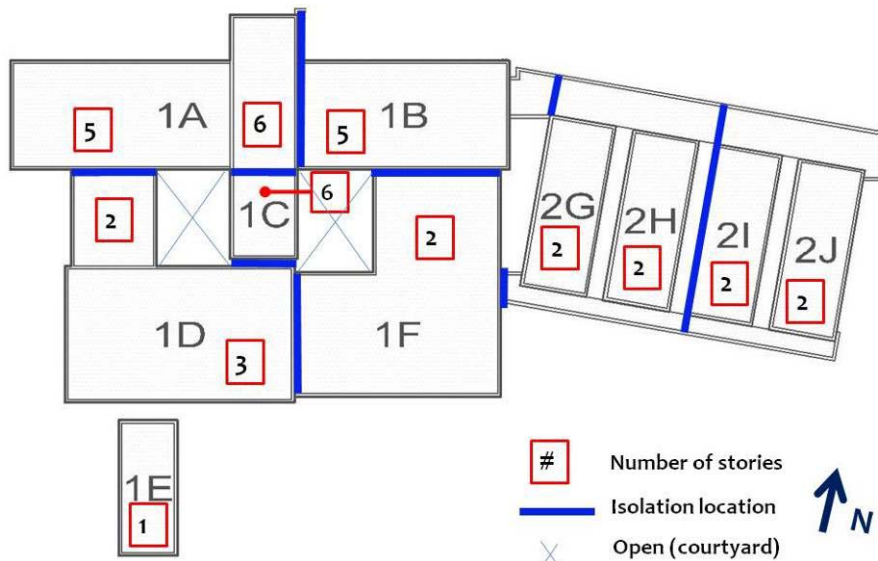 1A
5
6
1B
5
2
1C
6
2
1D
3
1F
1E
1
2G
2
2H
2
2I
2
2J
2
# Number of stories
Isolation location
Open (courtyard)
N